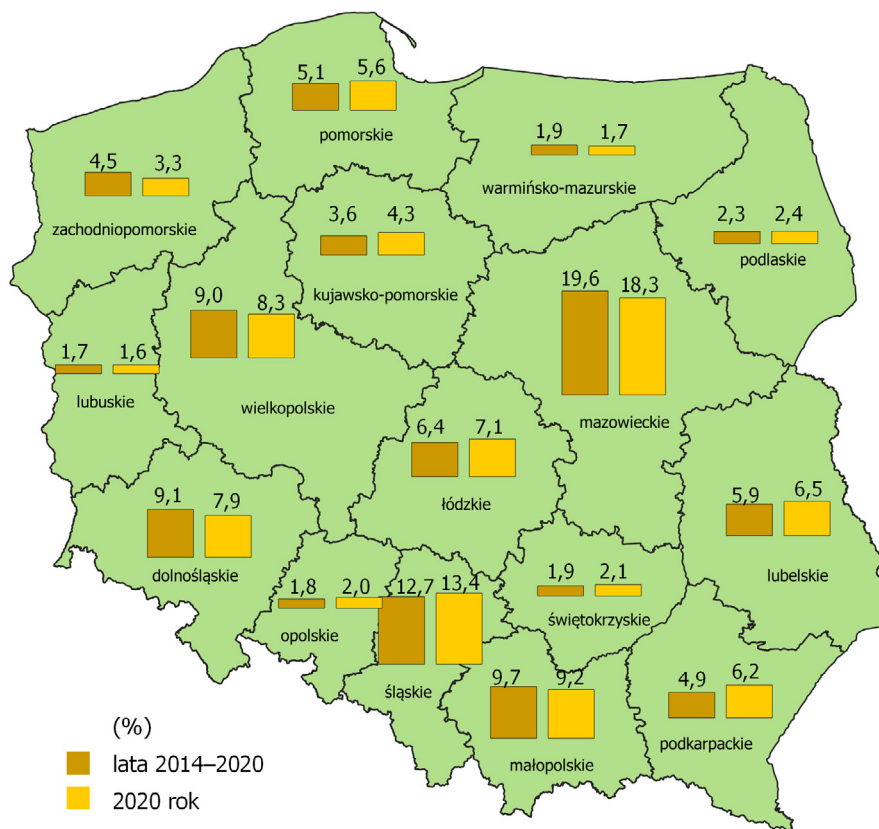 5,1 5,6
pomorskie
1,9 1,7
warmińsko-mazurskie
4,5 3,3
zachodniopomorskie
3,6 4,3
kujawsko-pomorskie
2,3 2,4
podlaskie
19,6 18,3
mazowieckie
9,0 8,3
wielkopolskie
1,7 1,6
lubuskie
6,4 7,1
łódzkie
9,1 7,9
dolnośląskie
5,9 6,5
lubelskie
1,8 2,0
opolskie
12,7 13,4
śląskie
1,9 2,1
świętokrzyskie
9,7 9,2
małopolskie
4,9 6,2
podkarpackie
(%)
lata 2014–2020
2020 rok